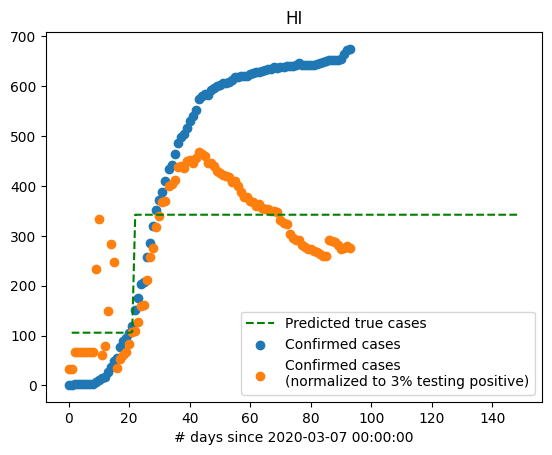 HI
700
600
500
400
300
200
100
0
Predicted true cases
Confirmed cases
Confirmed cases
(normalized to 3% testing positive)
0 20 40 60 80 100 120 140
# days since 2020-03-07 00:00:00